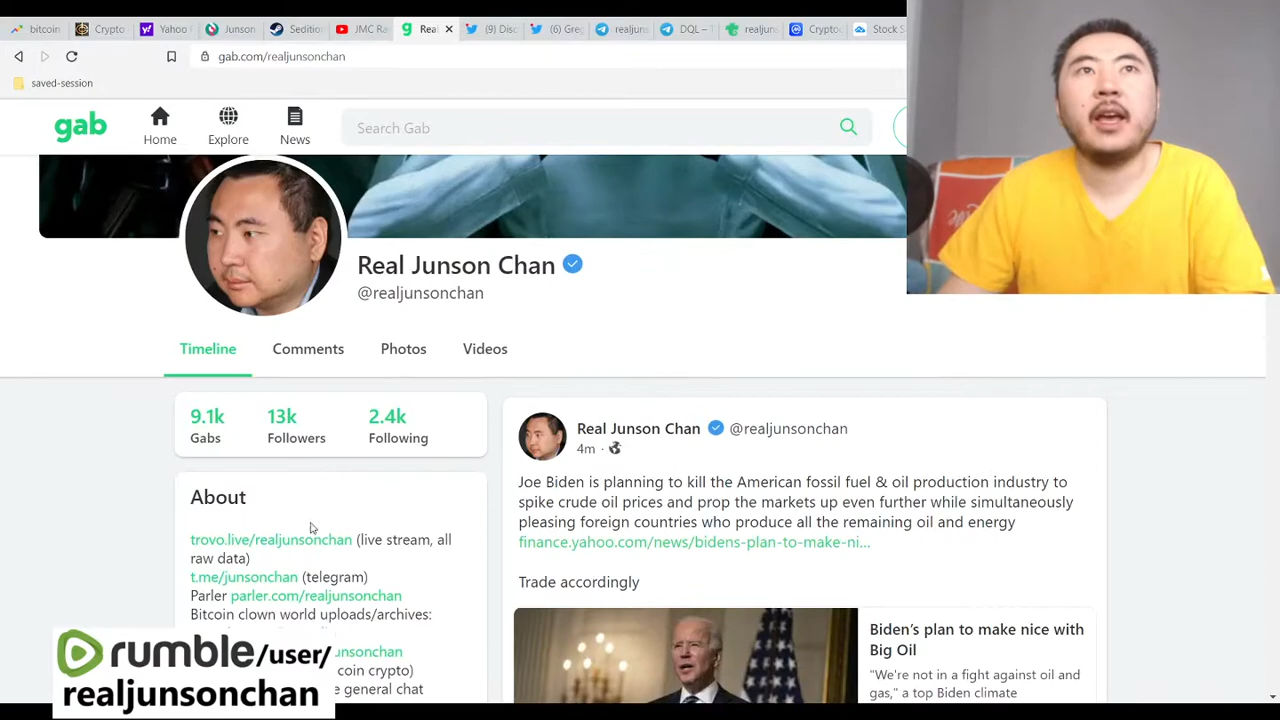 bitcoin
Crypto
Yahoo
Junson
Sedition
JMC Ra
Rea
(9) Disc
(6) Greg
realjuns
DQL – T
realjuns
Crypto
Stock S
gab.com/realjunsonchan
saved-session
gab
Home
Explore
News
Search Gab
Real Junson Chan
@realjunsonchan
Timeline
Comments
Photos
Videos
9.1k
Gabs
13k
Followers
2.4k
Following
About
trovo.live/realjunsonchan (live stream, all
raw data)
t.me/junsonchan (telegram)
Parler parler.com/realjunsonchan
Bitcoin clown world uploads/archives:
unsonchan
coin crypto)
e general chat
Real Junson Chan @realjunsonchan
4m ·
Joe Biden is planning to kill the American fossil fuel & oil production industry to
spike crude oil prices and prop the markets up even further while simultaneously
pleasing foreign countries who produce all the remaining oil and energy
finance.yahoo.com/news/bidens-plan-to-make-ni...
Trade accordingly
Biden's plan to make nice with
Big Oil
"We're not in a fight against oil and
gas," a top Biden climate
rumble/user/
realjunsonchan